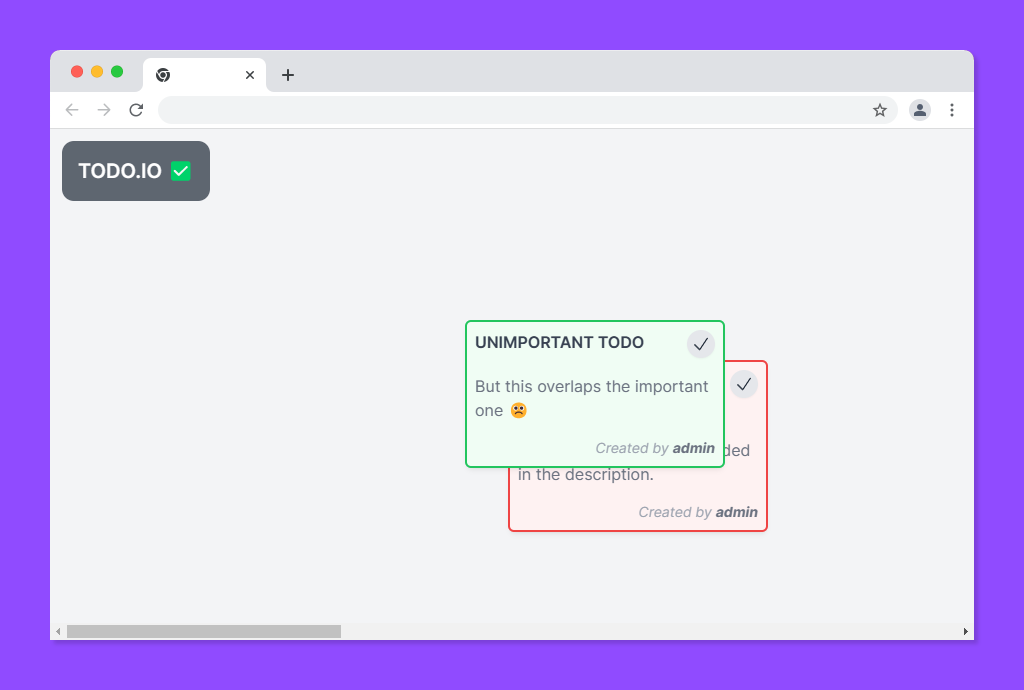 TODO.IO ✅
UNIMPORTANT TODO
But this overlaps the important
one 🙁
Created by admin
in the description.
Created by admin